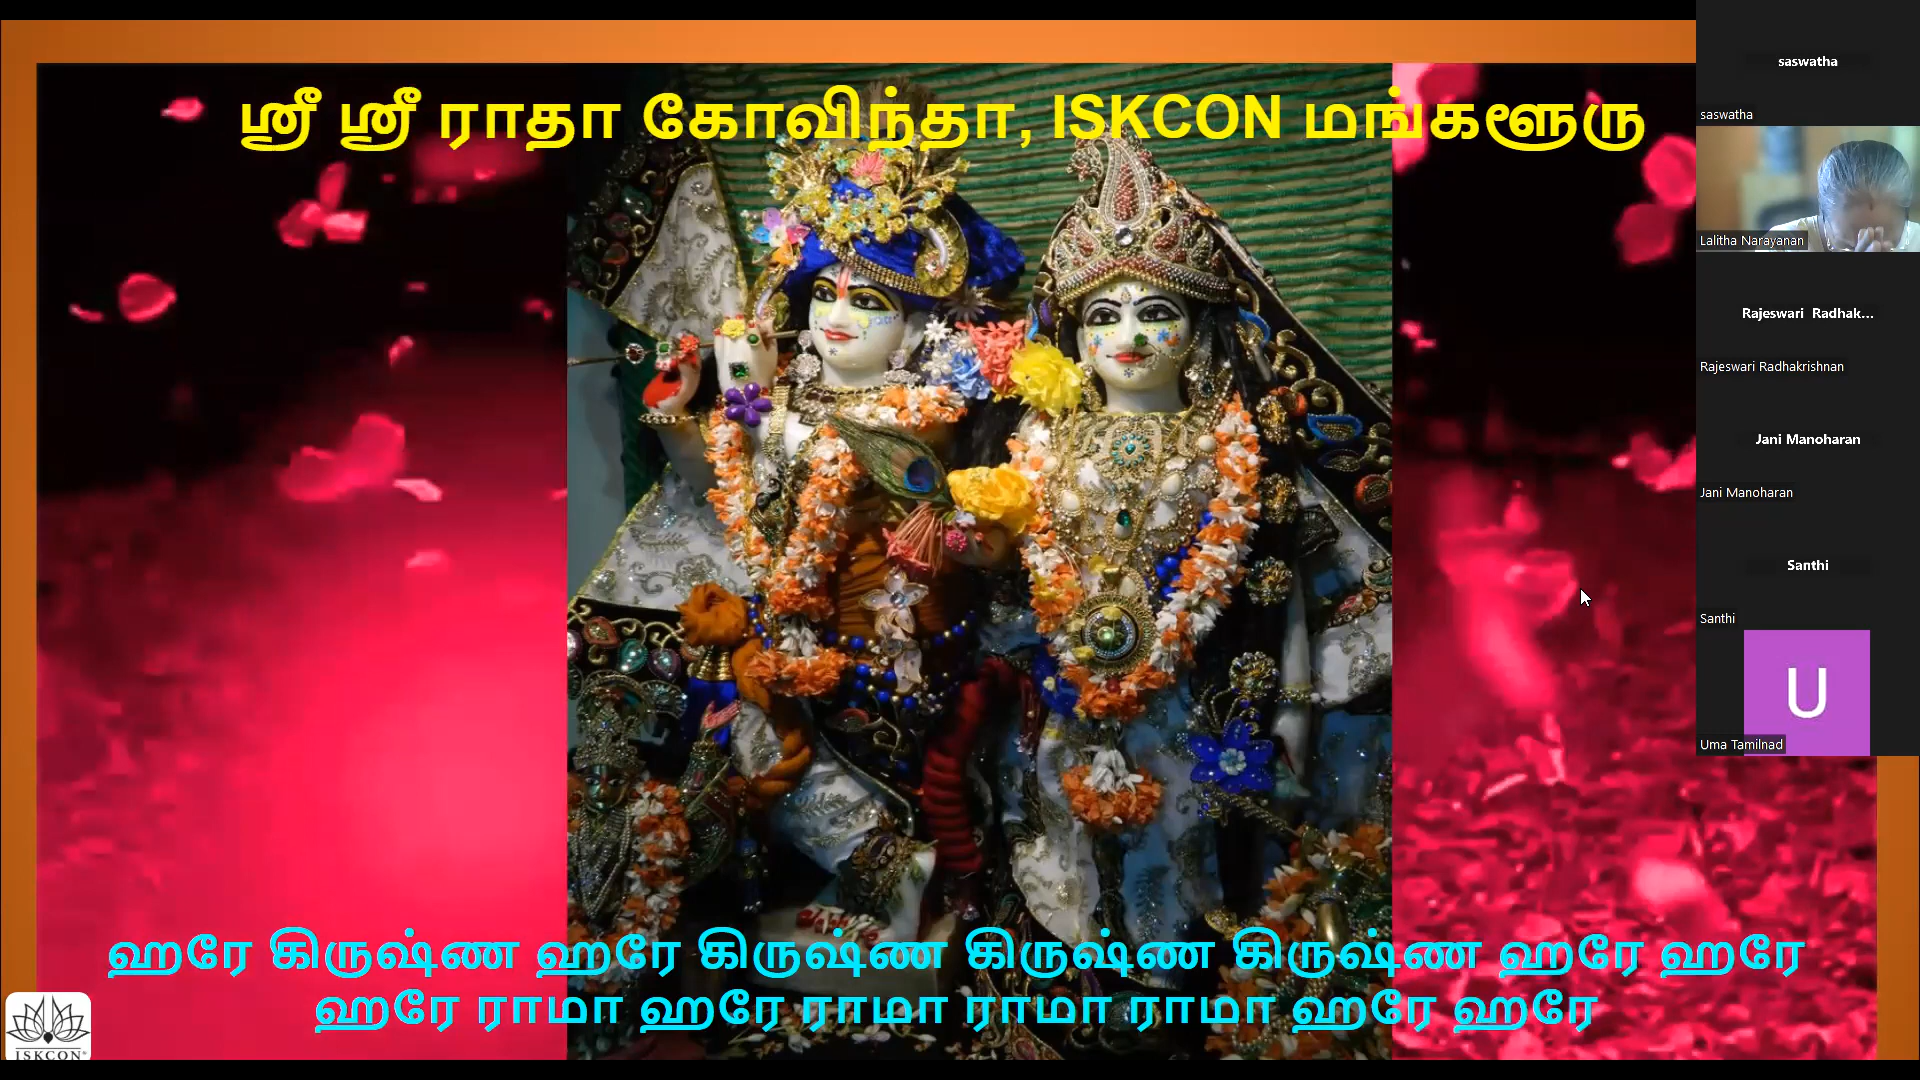 ஸ்ரீ ஸ்ரீ ராதா கோவிந்தா, ISKCON மங்களூரு
ஹரே கிருஷ்ண ஹரே கிருஷ்ண கிருஷ்ண கிருஷ்ண ஹரே ஹரே
ஹரே ராமா ஹரே ராமா ராமா ராமா ஹரே ஹரே
ISKCON®
saswatha
saswatha
Lalitha Narayanan
Rajeswari Radhak...
Rajeswari Radhakrishnan
Jani Manoharan
Jani Manoharan
Santhi
Santhi
U
Uma Tamilnad